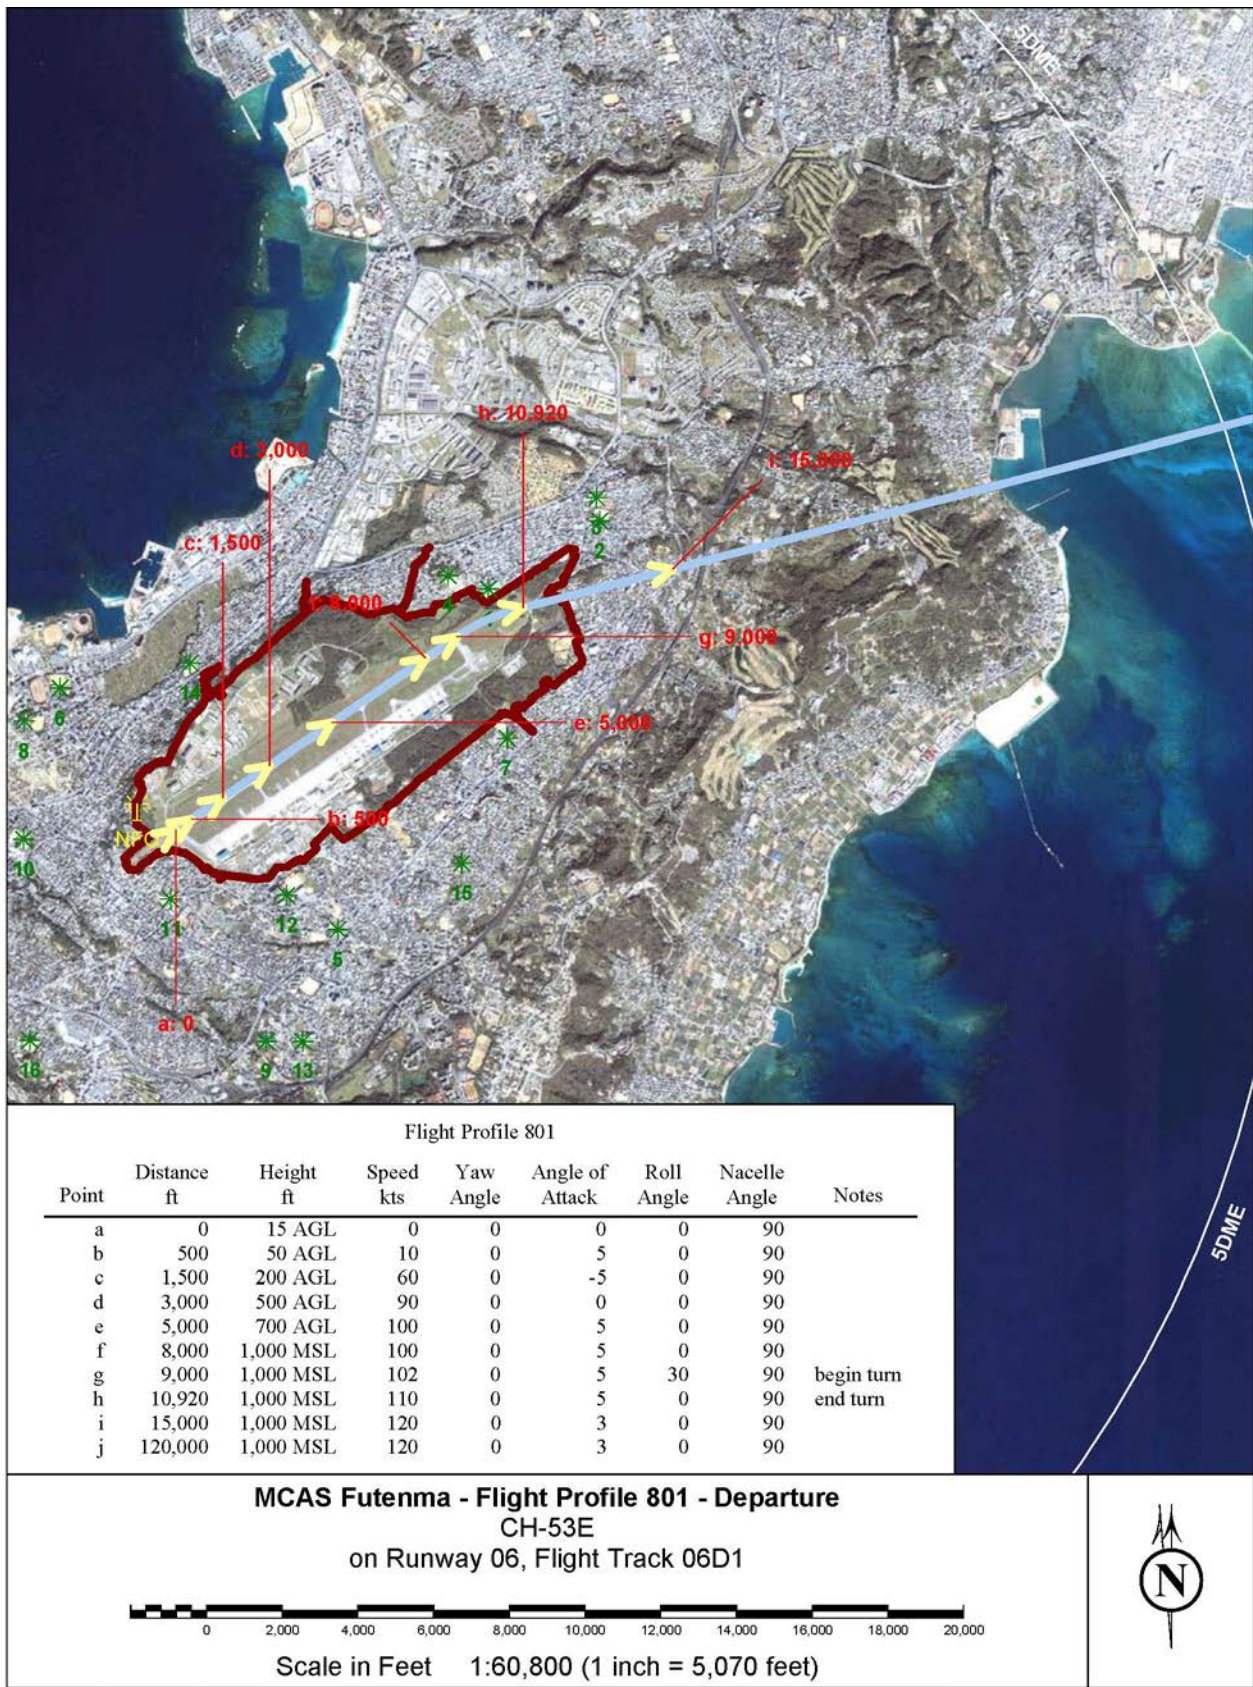 5DME
h: 10,920
d: 3,000
i: 15,000
c: 1,500
2
4
f: 8,000
g: 9,000
14
6
8
e: 5,000
7
b: 500
NFC
10
15
11
12
5
a: 0
16
9 13
5DME
Flight Profile 801
Point Distance ft Height ft Speed kts Yaw Angle Angle of Attack Roll Angle Nacelle Angle Notes
a 0 15 AGL 0 0 0 0 90
b 500 50 AGL 10 0 5 0 90
c 1,500 200 AGL 60 0 -5 0 90
d 3,000 500 AGL 90 0 0 0 90
e 5,000 700 AGL 100 0 5 0 90
f 8,000 1,000 MSL 100 0 5 0 90
g 9,000 1,000 MSL 102 0 5 30 90 begin turn
h 10,920 1,000 MSL 110 0 5 0 90 end turn
i 15,000 1,000 MSL 120 0 3 0 90
j 120,000 1,000 MSL 120 0 3 0 90
MCAS Futenma - Flight Profile 801 - Departure
CH-53E
on Runway 06, Flight Track 06D1
0 2,000 4,000 6,000 8,000 10,000 12,000 14,000 16,000 18,000 20,000
Scale in Feet 1:60,800 (1 inch = 5,070 feet)
N